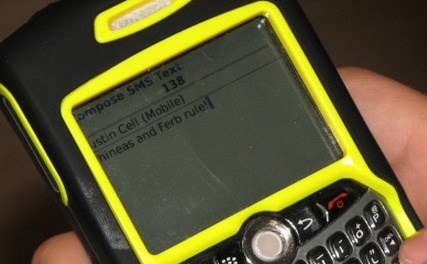 ompose SMS Text
138
ustin Cell (Mobile)
hineas and Ferb rule!